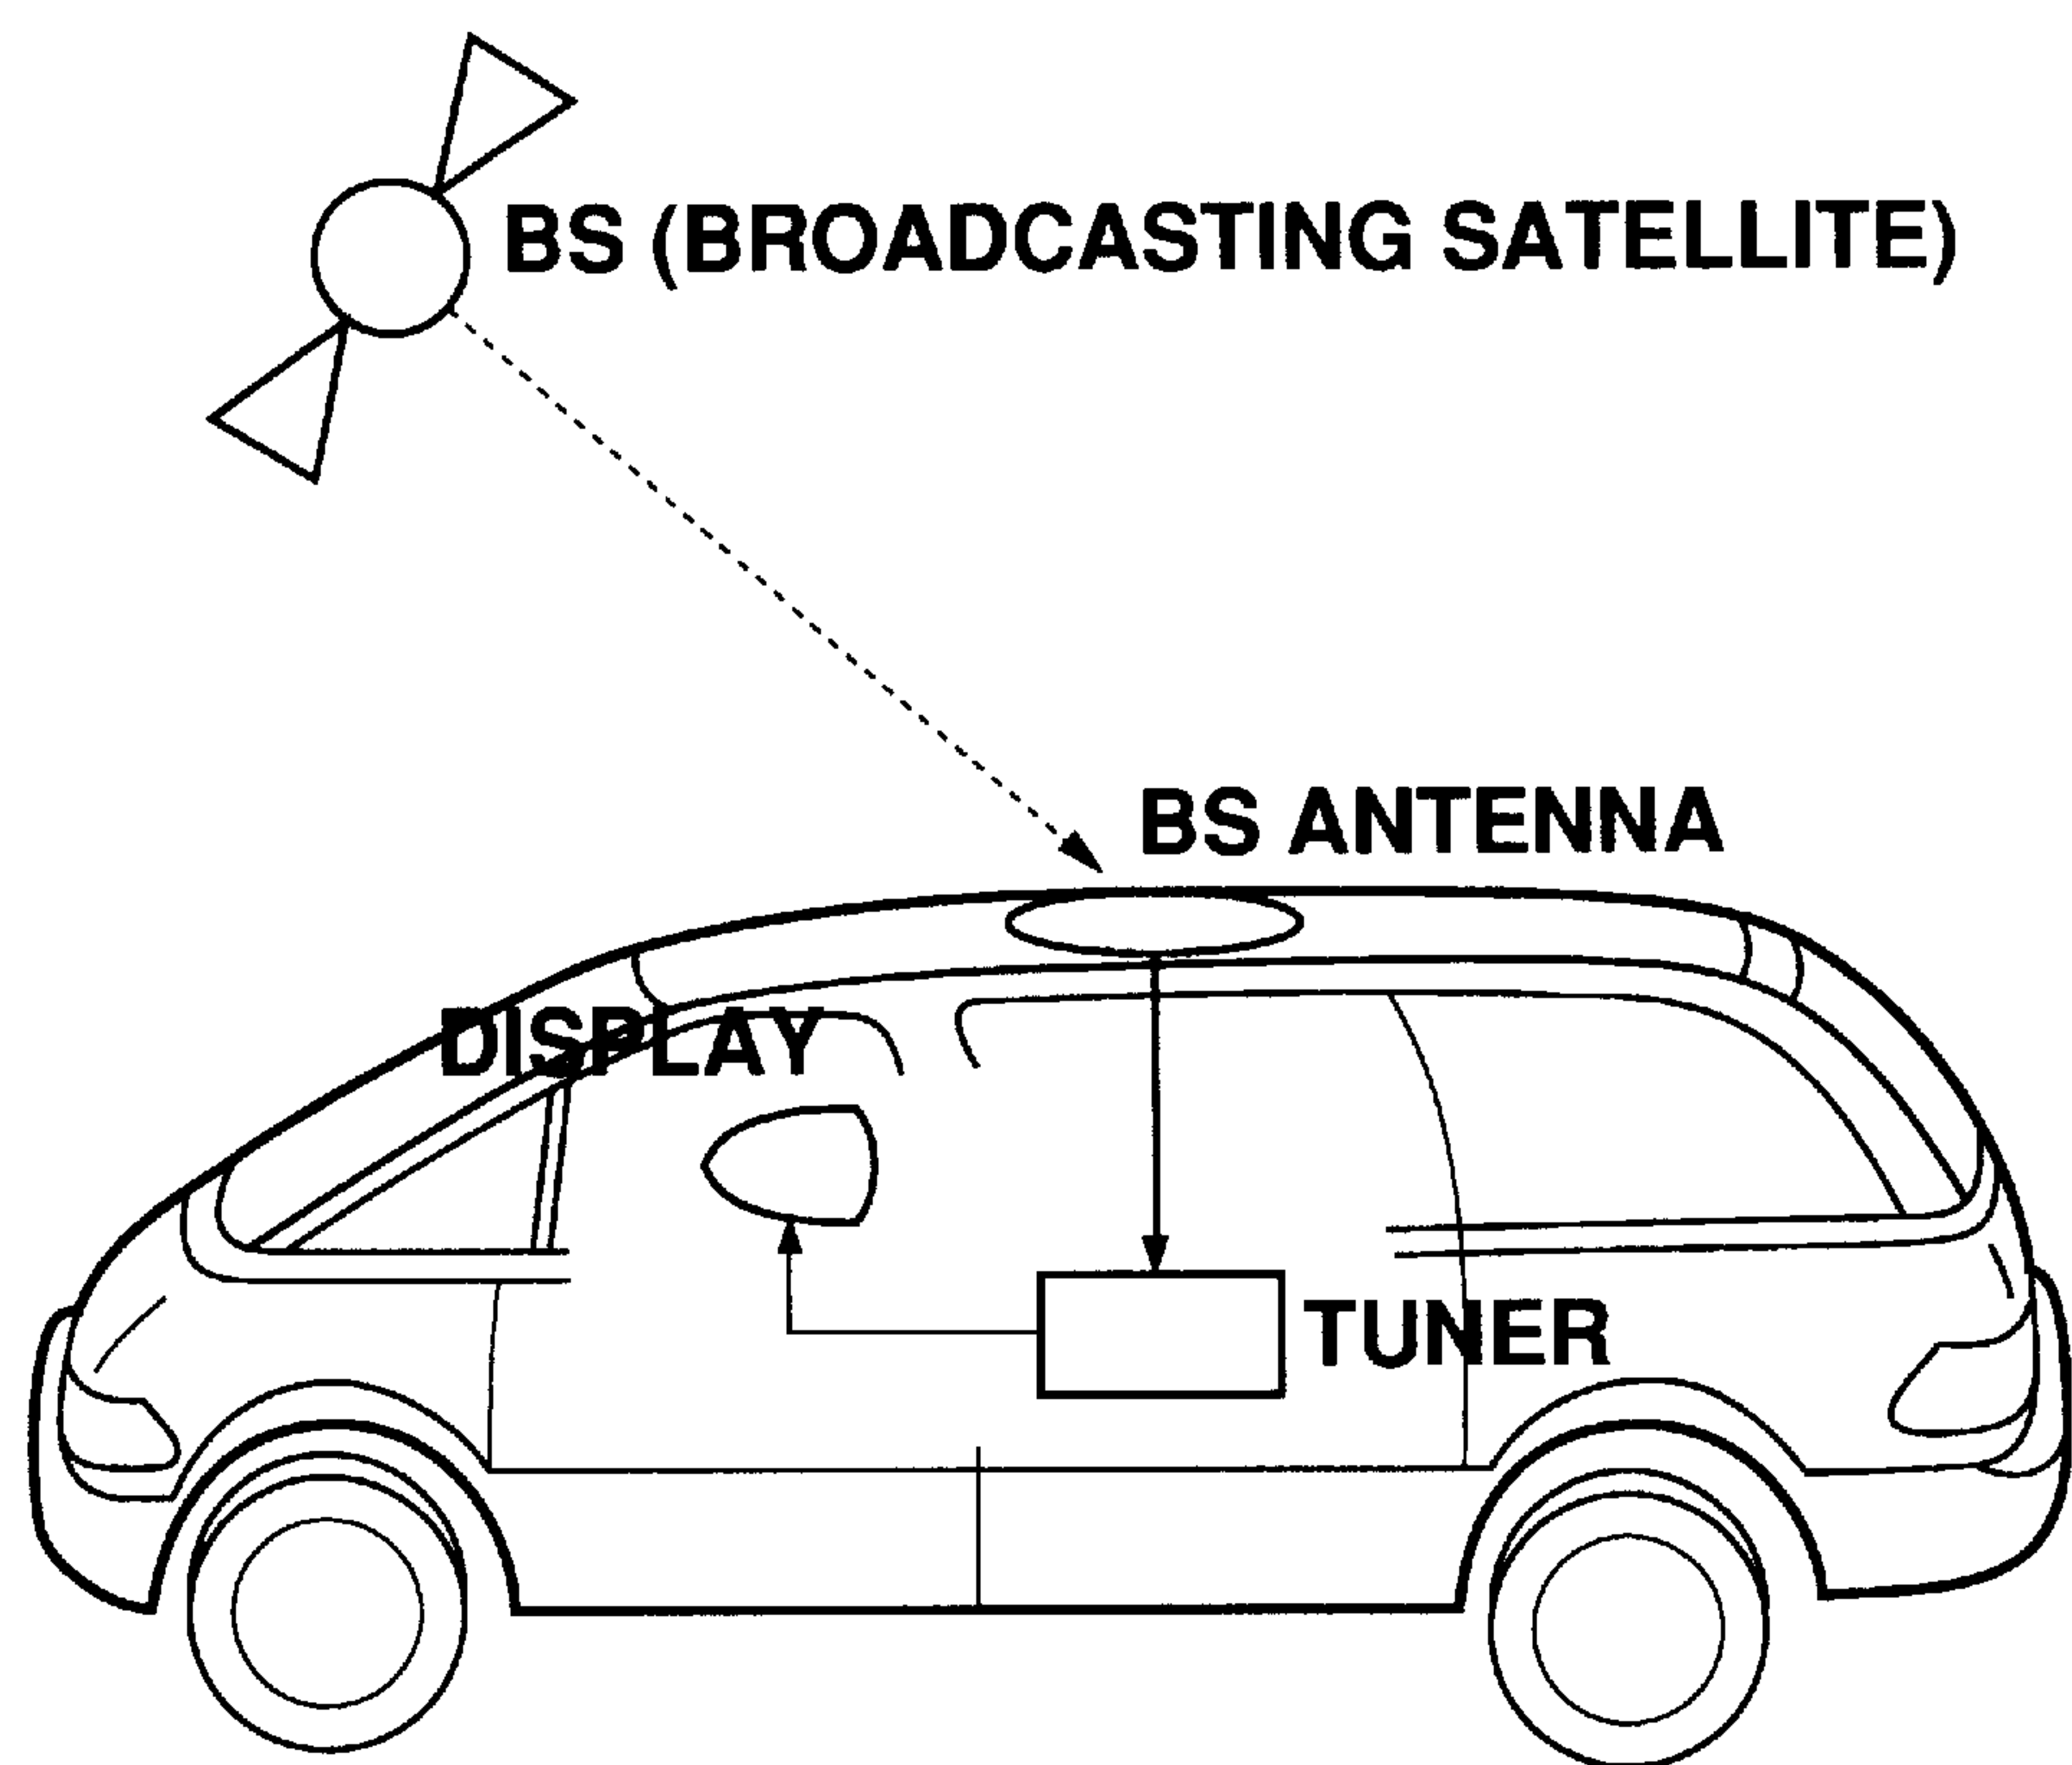 BS (BROADCASTING SATELLITE)
BS ANTENNA
DISPLAY
TUNER